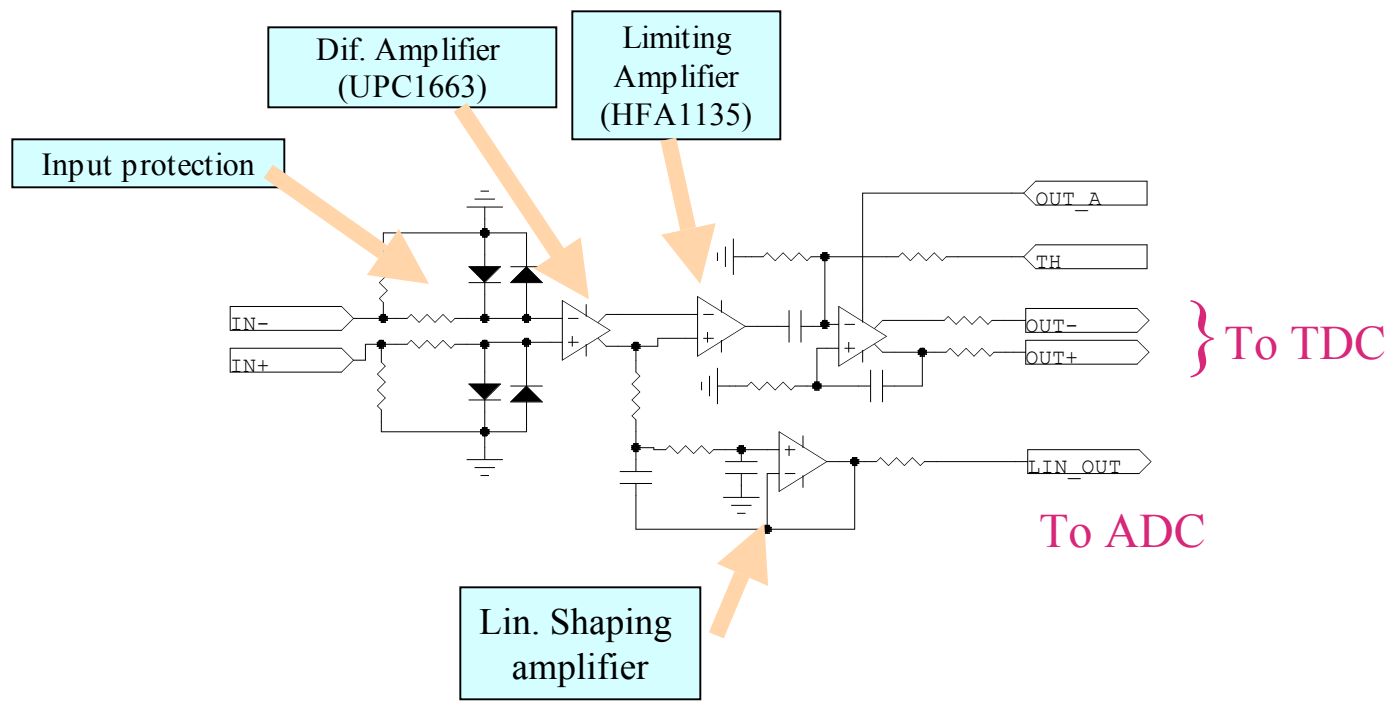 Dif. Amplifier
(UPC1663)
Limiting
Amplifier
(HFA1135)
Input protection
OUT_A
TH
IN-
OUT-
IN+
OUT+
} To TDC
LIN_OUT
To ADC
Lin. Shaping
amplifier